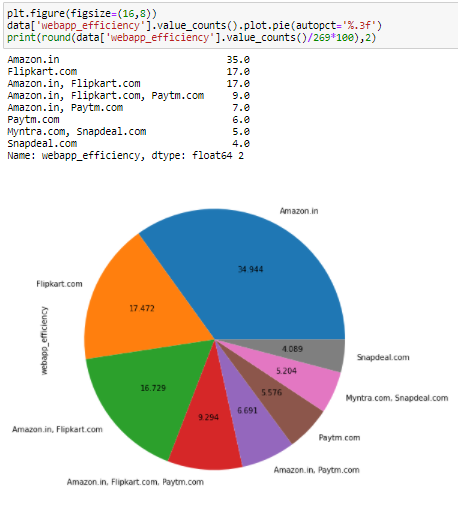 plt.figure(figsize=(16,8))
data['webapp_efficiency'].value_counts().plot.pie(autopct='%.3f')
print(round(data['webapp_efficiency'].value_counts()/269*100),2)
Amazon.in 35.0
Flipkart.com 17.0
Amazon.in, Flipkart.com 17.0
Amazon.in, Flipkart.com, Paytm.com 9.0
Amazon.in, Paytm.com 7.0
Paytm.com 6.0
Myntra.com, Snapdeal.com 5.0
Snapdeal.com 4.0
Name: webapp_efficiency, dtype: float64 2
Amazon.in
34.944
Flipkart.com
17.472
webapp_efficiency
4.089
Snapdeal.com
5.204
Myntra.com, Snapdeal.com
16.729
5.576
6.691
9.294
Amazon.in, Flipkart.com
Paytm.com
Amazon.in, Paytm.com
Amazon.in, Flipkart.com, Paytm.com